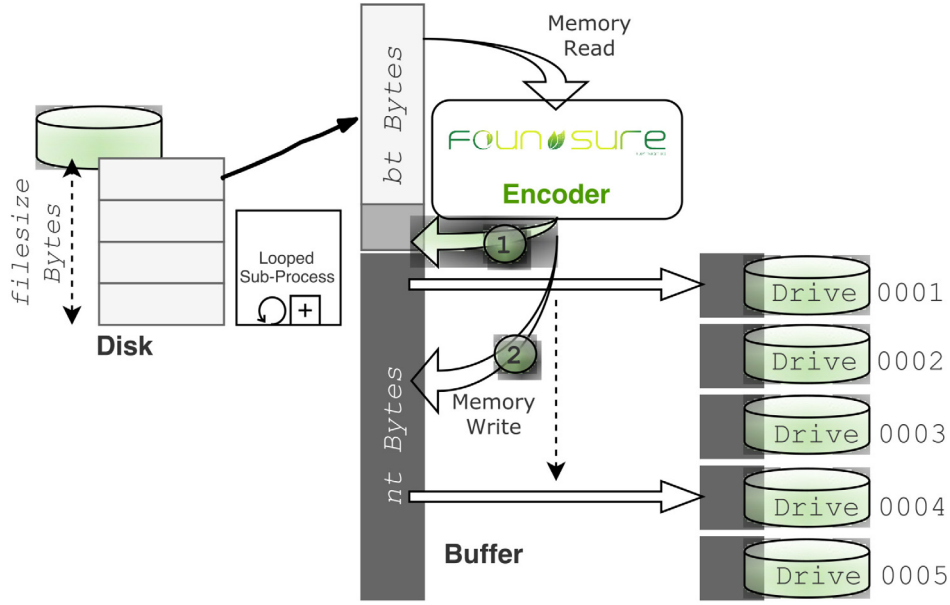 Memory
Read
bt Bytes
FOUNSURE
Encoder
filesize
Bytes
Looped
Sub-Process
+
Disk
1
2
Memory
Write
nt Bytes
Buffer
Drive 0001
Drive 0002
Drive 0003
Drive 0004
Drive 0005